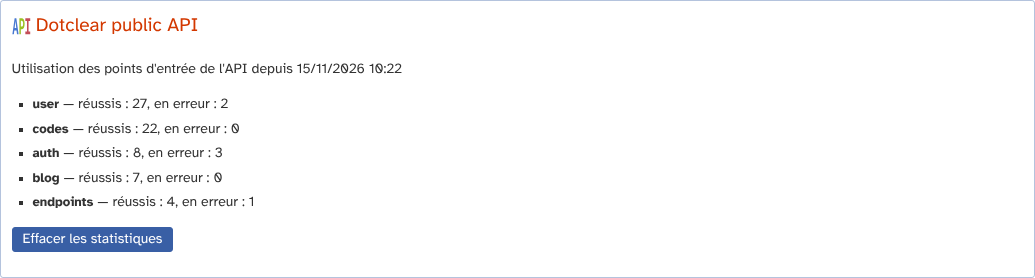 API Dotclear public API
Utilisation des points d'entrée de l'API depuis 15/11/2026 10:22
▪ user — réussis : 27, en erreur : 2
▪ codes — réussis : 22, en erreur : 0
▪ auth — réussis : 8, en erreur : 3
▪ blog — réussis : 7, en erreur : 0
▪ endpoints — réussis : 4, en erreur : 1
Effacer les statistiques